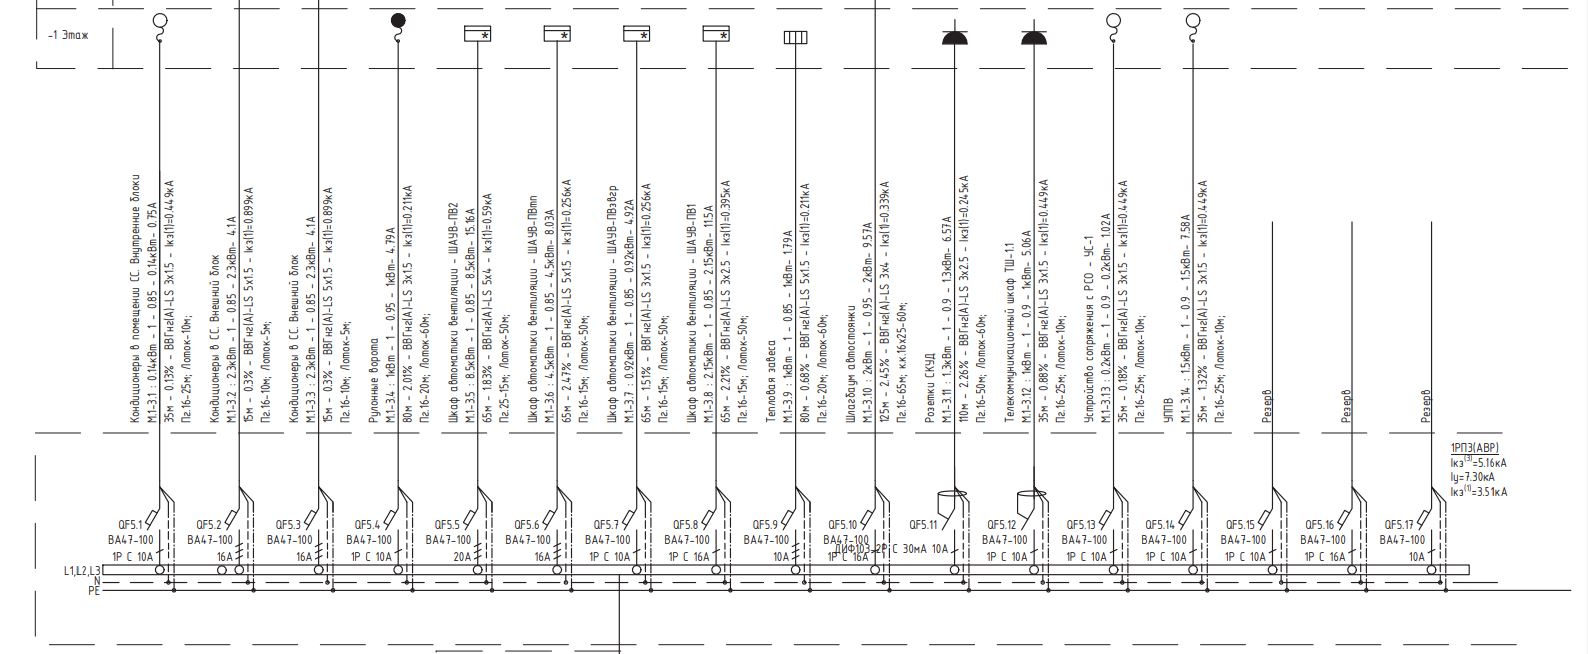 -1 Этаж
Кондиционеры в помещении СС. Внутренние блоки
М.1-3.1 : 0.14кВт - 1 - 0.85 - 0.14кВт- 0.75А
35м - 0.13% - ВВГнг(А)-LS 3х1.5 - Iкз(1)=0.449кА
Пг.16-25м; Лоток-10м;
Кондиционеры в СС. Внешний блок
М.1-3.2 : 2.3кВт - 1 - 0.85 - 2.3кВт- 4.1А
15м - 0.3% - ВВГнг(А)-LS 5х1.5 - Iкз(1)=0.899кА
Пг.16-10м; Лоток-5м;
Кондиционеры в СС. Внешний блок
М.1-3.3 : 2.3кВт - 1 - 0.85 - 2.3кВт- 4.1А
15м - 0.3% - ВВГнг(А)-LS 5х1.5 - Iкз(1)=0.899кА
Пг.16-10м; Лоток-5м;
Рулонные ворота
М.1-3.4 : 1кВт - 1 - 0.95 - 1кВт- 4.79А
80м - 2.01% - ВВГнг(А)-LS 3х1.5 - Iкз(1)=0.211кА
Пг.16-20м; Лоток-60м;
Шкаф автоматики вентиляции - ШАУВ-ПВ2
М.1-3.5 : 8.5кВт - 1 - 0.85 - 8.5кВт- 15.16А
65м - 1.83% - ВВГнг(А)-LS 5х4 - Iкз(1)=0.59кА
Пг.25-15м; Лоток-50м;
Шкаф автоматики вентиляции - ШАУВ-ПВтп
М.1-3.6 : 4.5кВт - 1 - 0.85 - 4.5кВт- 8.03А
65м - 2.47% - ВВГнг(А)-LS 5х1.5 - Iкз(1)=0.256кА
Пг.16-15м; Лоток-50м;
Шкаф автоматики вентиляции - ШАУВ-ПВзвгр
М.1-3.7 : 0.92кВт - 1 - 0.85 - 0.92кВт- 4.92А
65м - 1.51% - ВВГнг(А)-LS 3х1.5 - Iкз(1)=0.256кА
Пг.16-15м; Лоток-50м;
Шкаф автоматики вентиляции - ШАУВ-ПВ1
М.1-3.8 : 2.15кВт - 1 - 0.85 - 2.15кВт- 11.5А
65м - 2.21% - ВВГнг(А)-LS 3х2.5 - Iкз(1)=0.395кА
Пг.16-15м; Лоток-50м;
Тепловая завеса
М.1-3.9 : 1кВт - 1 - 0.85 - 1кВт- 1.79А
80м - 0.68% - ВВГнг(А)-LS 5х1.5 - Iкз(1)=0.211кА
Пг.16-20м; Лоток-60м;
Шлагбаум автостоянки
М.1-3.10 : 2кВт - 1 - 0.95 - 2кВт- 9.57А
125м - 2.45% - ВВГнг(А)-LS 3х4 - Iкз(1)=0.339кА
Пг.16-65м; к.к.16х25-60м;
Розетки СКУД
М.1-3.11 : 1.3кВт - 1 - 0.9 - 1.3кВт- 6.57А
110м - 2.26% - ВВГнг(А)-LS 3х2.5 - Iкз(1)=0.245кА
Пг.16-50м; Лоток-60м;
Телекоммуникационный шкаф ТШ-1.1
М.1-3.12 : 1кВт - 1 - 0.9 - 1кВт- 5.06А
35м - 0.88% - ВВГнг(А)-LS 3х1.5 - Iкз(1)=0.449кА
Пг.16-25м; Лоток-10м;
Устройство сопряжения с РСО - УС-1
М.1-3.13 : 0.2кВт - 1 - 0.9 - 0.2кВт- 1.02А
35м - 0.18% - ВВГнг(А)-LS 3х1.5 - Iкз(1)=0.449кА
Пг.16-25м; Лоток-10м;
УППВ
М.1-3.14 : 1.5кВт - 1 - 0.9 - 1.5кВт- 7.58А
35м - 1.32% - ВВГнг(А)-LS 3х1.5 - Iкз(1)=0.449кА
Пг.16-25м; Лоток-10м;
Резерв
Резерв
Резерв
1РП3(АВР)
Iкз(3)=5.16кА
Iу=7.30кА
Iкз(1)=3.51кА
QF5.1
ВА47-100
1Р С 10А
QF5.2
ВА47-100
16А
QF5.3
ВА47-100
16А
QF5.4
ВА47-100
1Р С 10А
QF5.5
ВА47-100
20А
QF5.6
ВА47-100
16А
QF5.7
ВА47-100
1Р С 10А
QF5.8
ВА47-100
1Р С 16А
QF5.9
ВА47-100
10А
QF5.10
ВА47-100
1Р С 16А
QF5.11
ДИФ103-2Р С 30мА 10А
QF5.12
ВА47-100
1Р С 10А
QF5.13
ВА47-100
1Р С 10А
QF5.14
ВА47-100
1Р С 16А
QF5.15
ВА47-100
1Р С 10А
QF5.16
ВА47-100
1Р С 16А
QF5.17
ВА47-100
10А
L1,L2,L3
N
PE